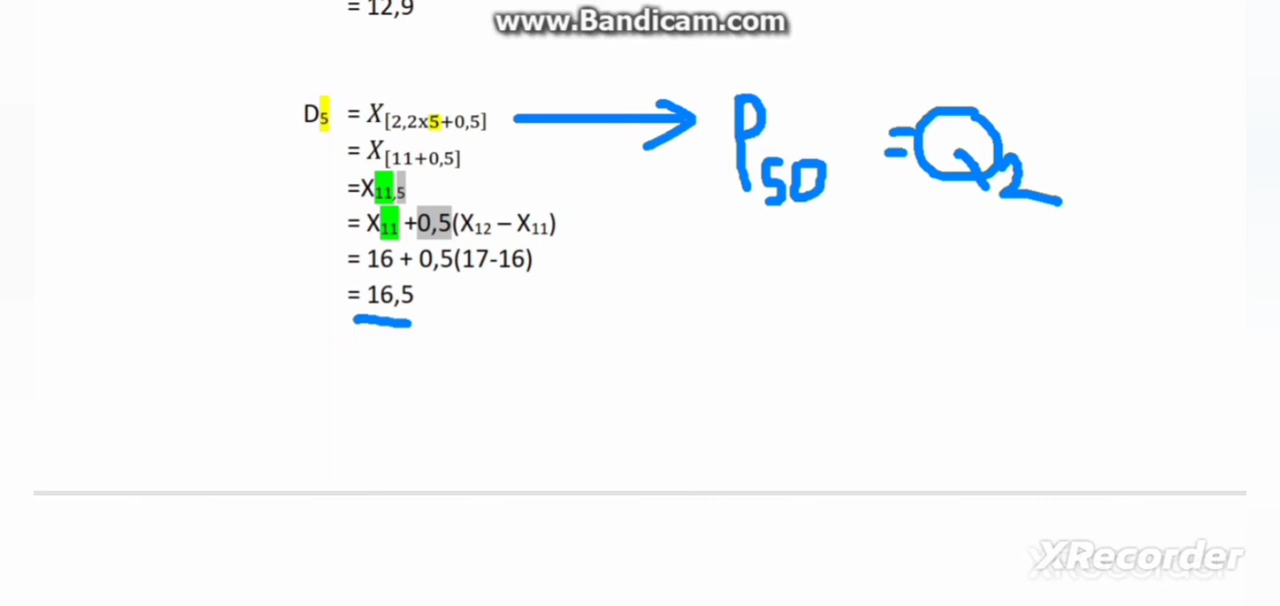 = 12,9
www.Bandicam.com
D5 = X[2,2x5+0,5]
P50 = Q2
= X[11+0,5]
=X11,5
= X11 +0,5(X12 – X11)
= 16 + 0,5(17-16)
= 16,5
XRecorder